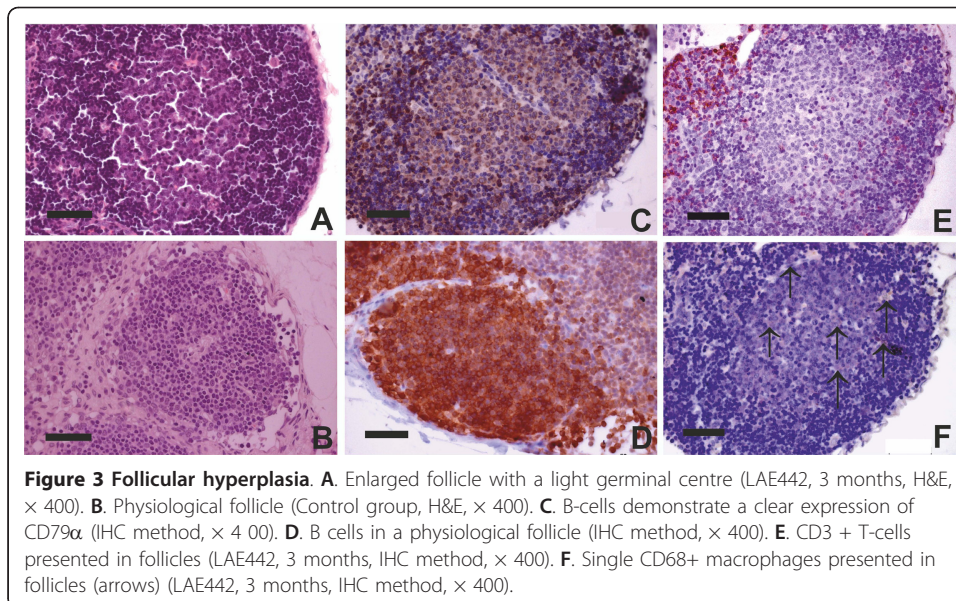 A
C
E
B
D
F
Figure 3 Follicular hyperplasia. A. Enlarged follicle with a light germinal centre (LAE442, 3 months, H&E,
× 400). B. Physiological follicle (Control group, H&E, × 400). C. B-cells demonstrate a clear expression of
CD79α (IHC method, × 4 00). D. B cells in a physiological follicle (IHC method, × 400). E. CD3 + T-cells
presented in follicles (LAE442, 3 months, IHC method, × 400). F. Single CD68+ macrophages presented in
follicles (arrows) (LAE442, 3 months, IHC method, × 400).